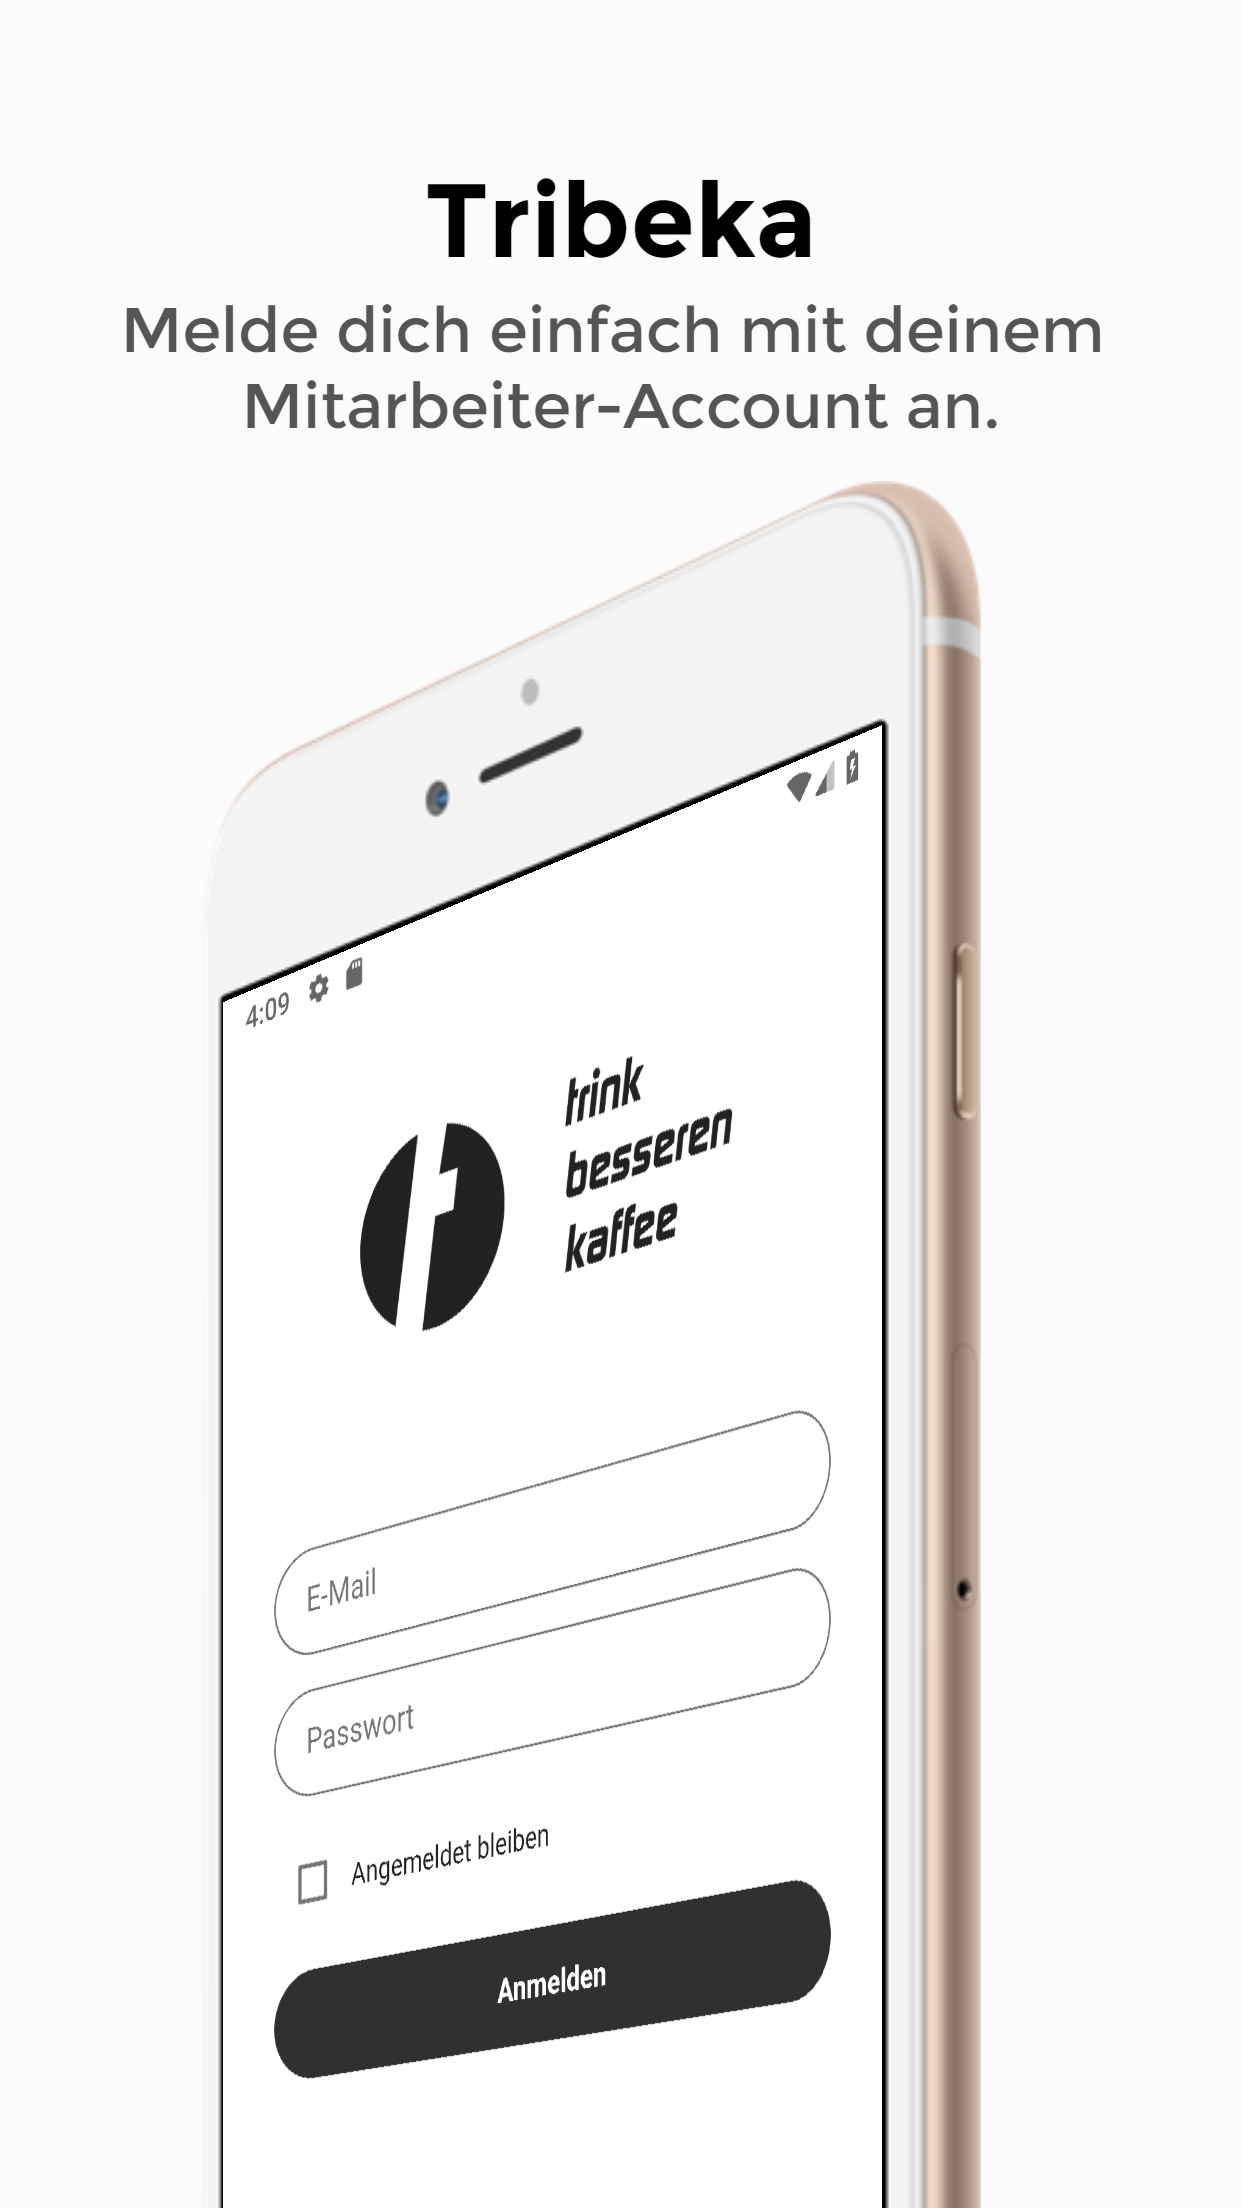 Tribeka
Melde dich einfach mit deinem
Mitarbeiter-Account an.
4:09
trink
besseren
kaffee
E-Mail
Passwort
Angemeldet bleiben
Anmelden